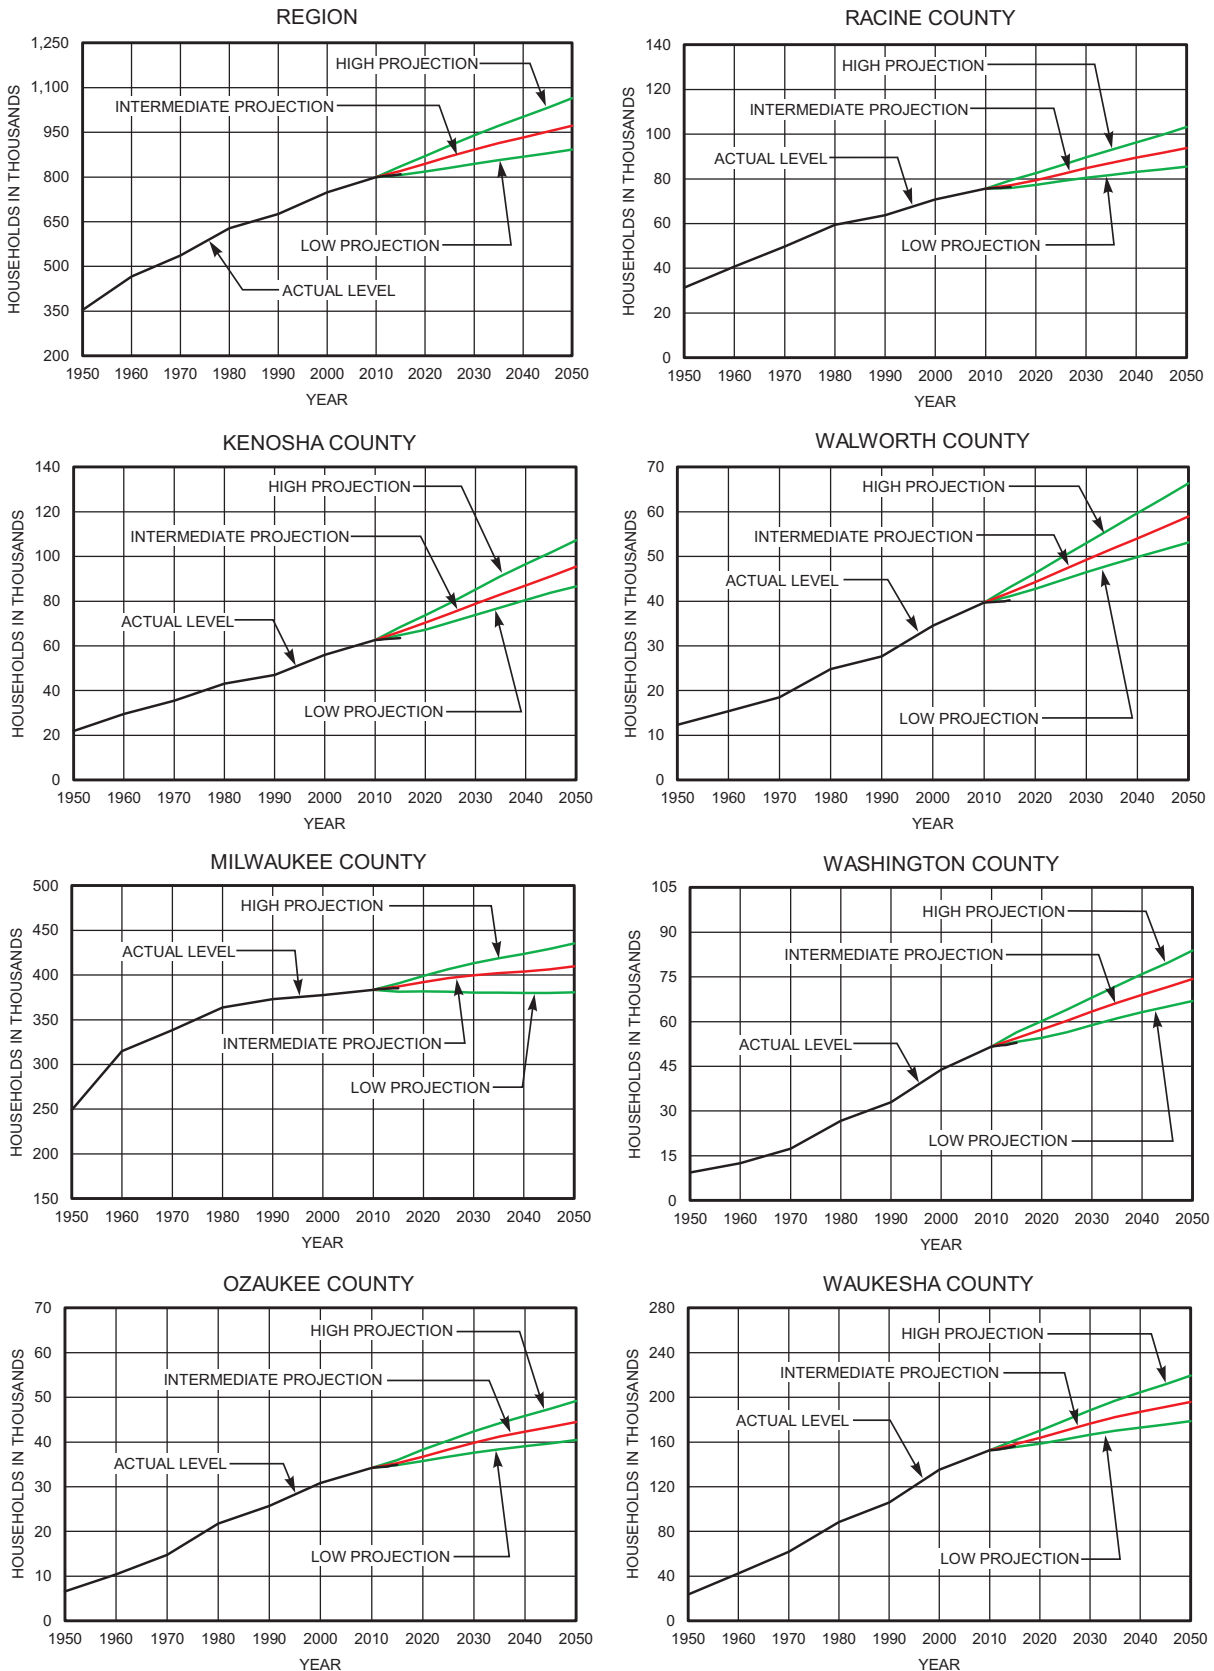 REGION
HOUSEHOLDS IN THOUSANDS
1,250
1,100
950
800
650
500
350
200
HIGH PROJECTION
INTERMEDIATE PROJECTION
LOW PROJECTION
ACTUAL LEVEL
1950 1960 1970 1980 1990 2000 2010 2020 2030 2040 2050
YEAR
RACINE COUNTY
HOUSEHOLDS IN THOUSANDS
140
120
100
80
60
40
20
0
HIGH PROJECTION
INTERMEDIATE PROJECTION
ACTUAL LEVEL
LOW PROJECTION
1950 1960 1970 1980 1990 2000 2010 2020 2030 2040 2050
YEAR
KENOSHA COUNTY
HOUSEHOLDS IN THOUSANDS
140
120
100
80
60
40
20
0
HIGH PROJECTION
INTERMEDIATE PROJECTION
ACTUAL LEVEL
LOW PROJECTION
1950 1960 1970 1980 1990 2000 2010 2020 2030 2040 2050
YEAR
WALWORTH COUNTY
HOUSEHOLDS IN THOUSANDS
70
60
50
40
30
20
10
0
HIGH PROJECTION
INTERMEDIATE PROJECTION
ACTUAL LEVEL
LOW PROJECTION
1950 1960 1970 1980 1990 2000 2010 2020 2030 2040 2050
YEAR
MILWAUKEE COUNTY
HOUSEHOLDS IN THOUSANDS
500
450
400
350
300
250
200
150
HIGH PROJECTION
ACTUAL LEVEL
INTERMEDIATE PROJECTION
LOW PROJECTION
1950 1960 1970 1980 1990 2000 2010 2020 2030 2040 2050
YEAR
WASHINGTON COUNTY
HOUSEHOLDS IN THOUSANDS
105
90
75
60
45
30
15
0
HIGH PROJECTION
INTERMEDIATE PROJECTION
ACTUAL LEVEL
LOW PROJECTION
1950 1960 1970 1980 1990 2000 2010 2020 2030 2040 2050
YEAR
OZAUKEE COUNTY
HOUSEHOLDS IN THOUSANDS
70
60
50
40
30
20
10
0
HIGH PROJECTION
INTERMEDIATE PROJECTION
ACTUAL LEVEL
LOW PROJECTION
1950 1960 1970 1980 1990 2000 2010 2020 2030 2040 2050
YEAR
WAUKESHA COUNTY
HOUSEHOLDS IN THOUSANDS
280
240
200
160
120
80
40
0
HIGH PROJECTION
INTERMEDIATE PROJECTION
ACTUAL LEVEL
LOW PROJECTION
1950 1960 1970 1980 1990 2000 2010 2020 2030 2040 2050
YEAR